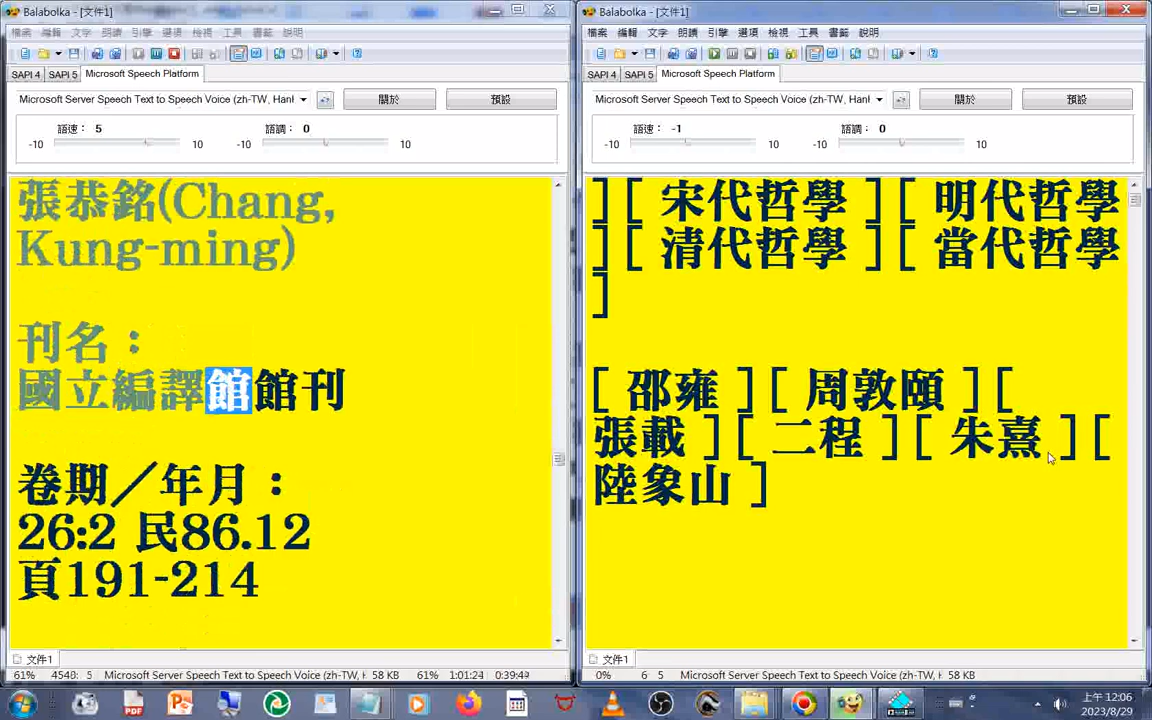 Balabolka - [文件1]
檔案 編輯 文字 朗讀 引擎 選項 檢視 工具 書籤 說明
SAPI 4 SAPI 5 Microsoft Speech Platform
Microsoft Server Speech Text to Speech Voice (zh-TW, Hanl
關於 預設
語速： 5 語調： 0
-10 10 -10 10
張恭銘(Chang,
Kung-ming)
刊名：
國立編譯館館刊
卷期／年月：
26:2 民86.12
頁191-214
文件1
61% 4548: 5 Microsoft Server Speech Text to Speech Voice (zh-TW, H 58 KB 61% 1:01:24 0:39:49
Balabolka - [文件1]
檔案 編輯 文字 朗讀 引擎 選項 檢視 工具 書籤 說明
SAPI 4 SAPI 5 Microsoft Speech Platform
Microsoft Server Speech Text to Speech Voice (zh-TW, Hanl
關於 預設
語速： -1 語調： 0
-10 10 -10 10
] [ 宋代哲學 ] [ 明代哲學
] [ 清代哲學 ] [ 當代哲學
]
[ 邵雍 ] [ 周敦頤 ] [
張載 ] [ 二程 ] [ 朱熹 ] [
陸象山 ]
文件1
0% 6: 5 Microsoft Server Speech Text to Speech Voice (zh-TW, H 58 KB
PDF
上午 12:06
2023/8/29